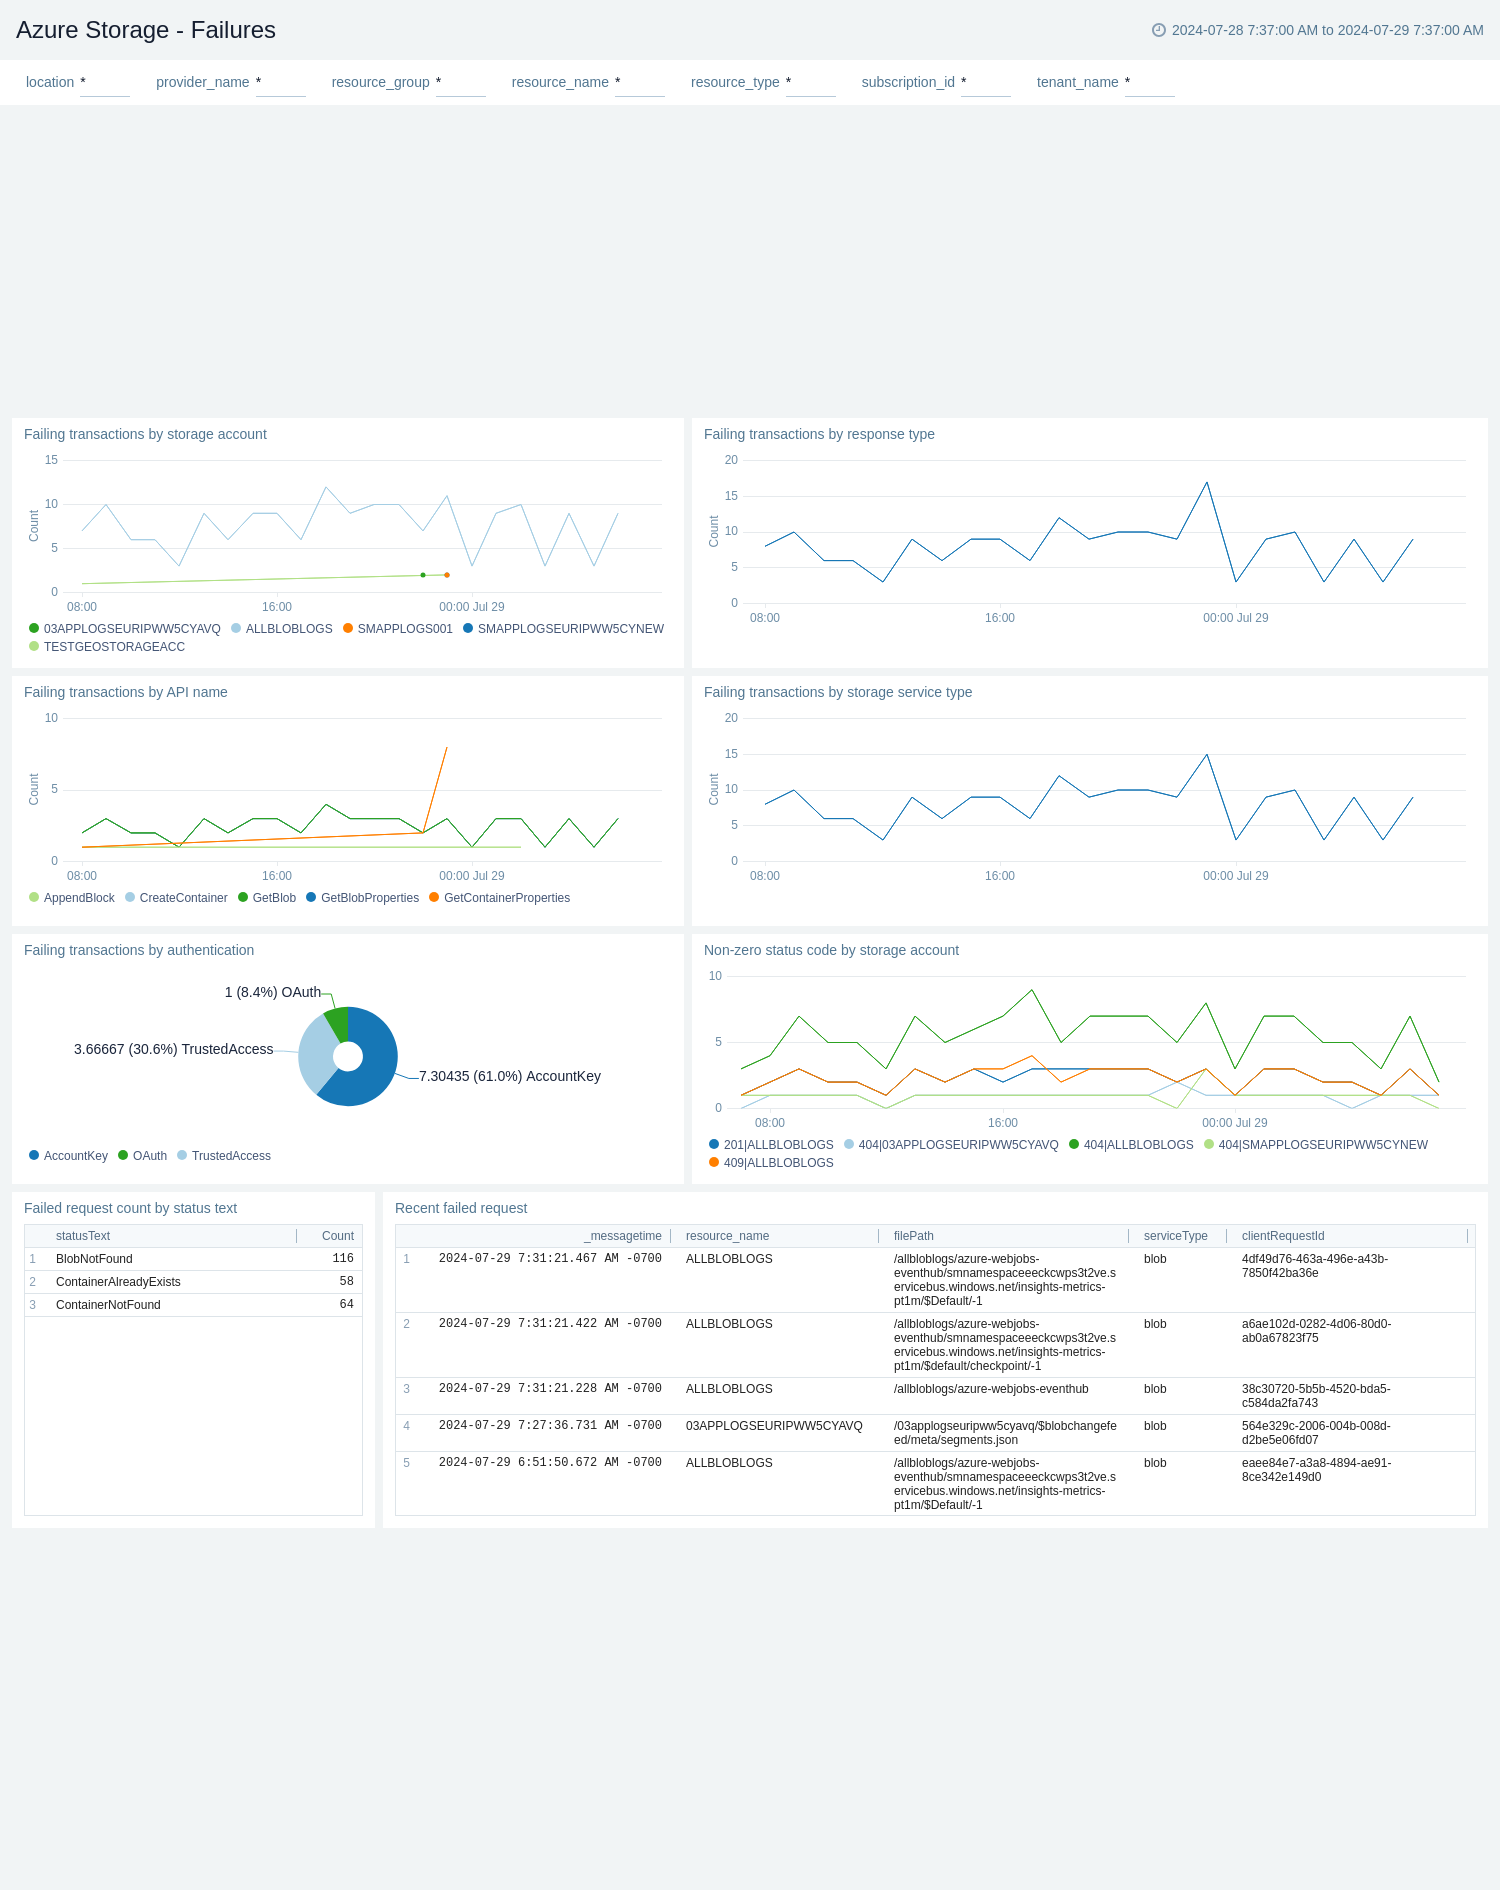 Azure Storage - Failures
2024-07-28 7:37:00 AM to 2024-07-29 7:37:00 AM
location * provider_name * resource_group * resource_name * resource_type * subscription_id * tenant_name *
Failing transactions by storage account
15
10
5
0
Count
08:00 16:00 00:00 Jul 29
03APPLOGSEURIPWW5CYAVQ ALLBLOBLOGS SMAPPLOGS001 SMAPPLOGSEURIPWW5CYNEW
TESTGEOSTORAGEACC
Failing transactions by response type
20
15
10
5
0
Count
08:00 16:00 00:00 Jul 29
Failing transactions by API name
10
5
0
Count
08:00 16:00 00:00 Jul 29
AppendBlock CreateContainer GetBlob GetBlobProperties GetContainerProperties
Failing transactions by storage service type
20
15
10
5
0
Count
08:00 16:00 00:00 Jul 29
Failing transactions by authentication
1 (8.4%) OAuth
3.66667 (30.6%) TrustedAccess
7.30435 (61.0%) AccountKey
AccountKey OAuth TrustedAccess
Non-zero status code by storage account
10
5
0
08:00 16:00 00:00 Jul 29
201|ALLBLOBLOGS 404|03APPLOGSEURIPWW5CYAVQ 404|ALLBLOBLOGS 404|SMAPPLOGSEURIPWW5CYNEW
409|ALLBLOBLOGS
Failed request count by status text
statusText Count
1 BlobNotFound 116
2 ContainerAlreadyExists 58
3 ContainerNotFound 64
Recent failed request
_messagetime resource_name filePath serviceType clientRequestId
1 2024-07-29 7:31:21.467 AM -0700 ALLBLOBLOGS /allbloblogs/azure-webjobs- blob 4df49d76-463a-496e-a43b-
eventhub/smnamespaceeeckcwps3t2ve.s 7850f42ba36e
ervicebus.windows.net/insights-metrics-
pt1m/$Default/-1
2 2024-07-29 7:31:21.422 AM -0700 ALLBLOBLOGS /allbloblogs/azure-webjobs- blob a6ae102d-0282-4d06-80d0-
eventhub/smnamespaceeeckcwps3t2ve.s ab0a67823f75
ervicebus.windows.net/insights-metrics-
pt1m/$default/checkpoint/-1
3 2024-07-29 7:31:21.228 AM -0700 ALLBLOBLOGS /allbloblogs/azure-webjobs-eventhub blob 38c30720-5b5b-4520-bda5-
c584da2fa743
4 2024-07-29 7:27:36.731 AM -0700 03APPLOGSEURIPWW5CYAVQ /03applogseuripww5cyavq/$blobchangefe blob 564e329c-2006-004b-008d-
ed/meta/segments.json d2be5e06fd07
5 2024-07-29 6:51:50.672 AM -0700 ALLBLOBLOGS /allbloblogs/azure-webjobs- blob eaee84e7-a3a8-4894-ae91-
eventhub/smnamespaceeeckcwps3t2ve.s 8ce342e149d0
ervicebus.windows.net/insights-metrics-
pt1m/$Default/-1